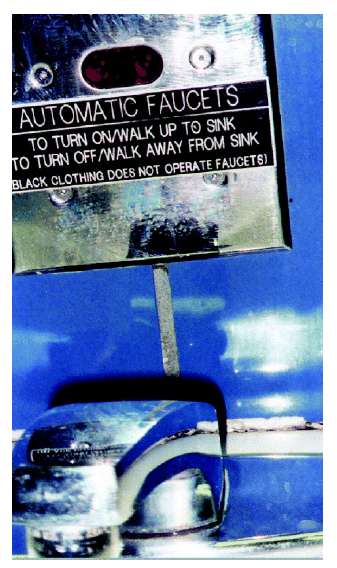 AUTOMATIC FAUCETS
TO TURN ON/WALK UP TO SINK
TO TURN OFF/WALK AWAY FROM SINK
(BLACK CLOTHING DOES NOT OPERATE FAUCETS)